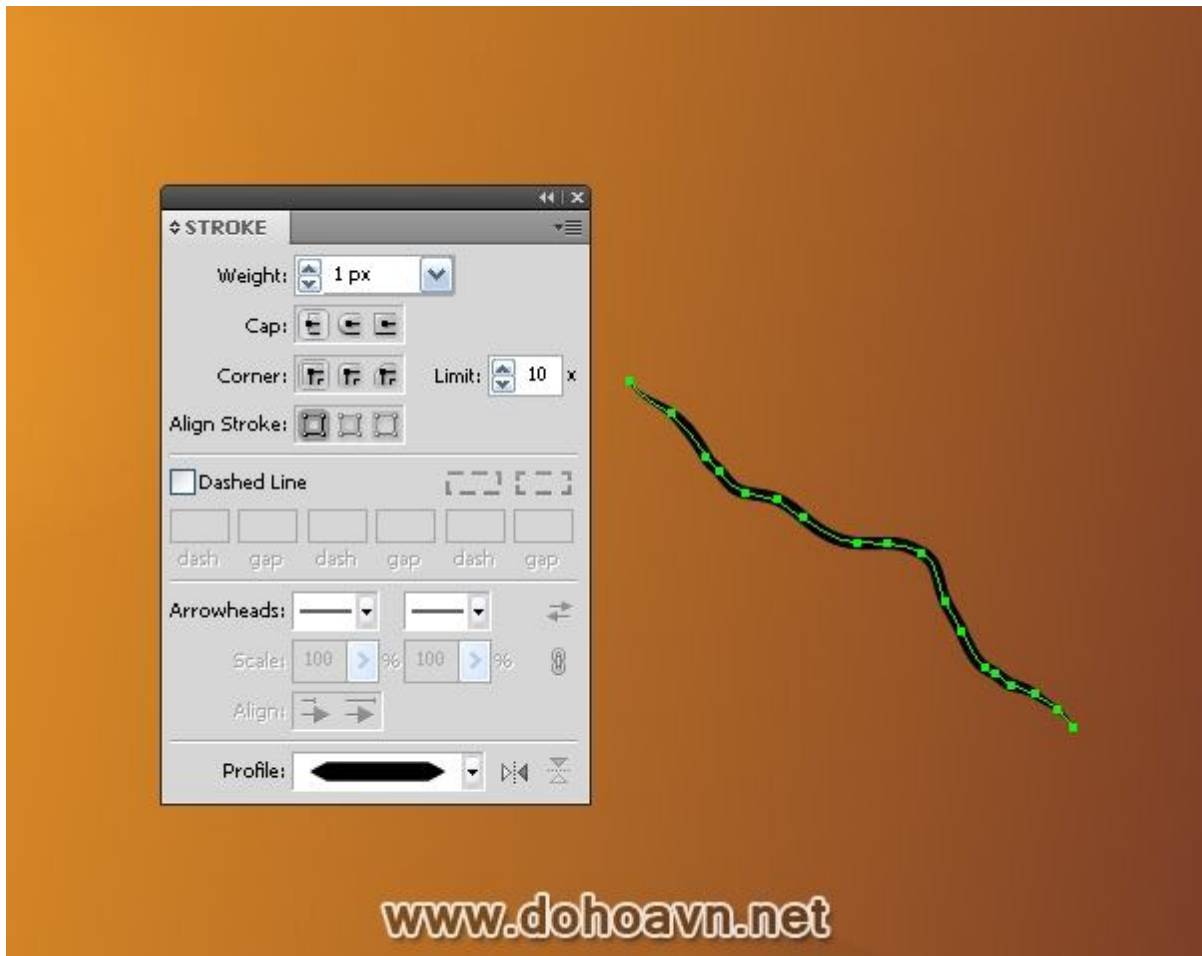 STROKE
Weight: 1 px
Cap:
Corner: Limit: 10 x
Align Stroke:
Dashed Line
dash gap dash gap dash gap
Arrowheads:
Scale: 100 % 100 %
Align:
Profile:
www.dohoavn.net